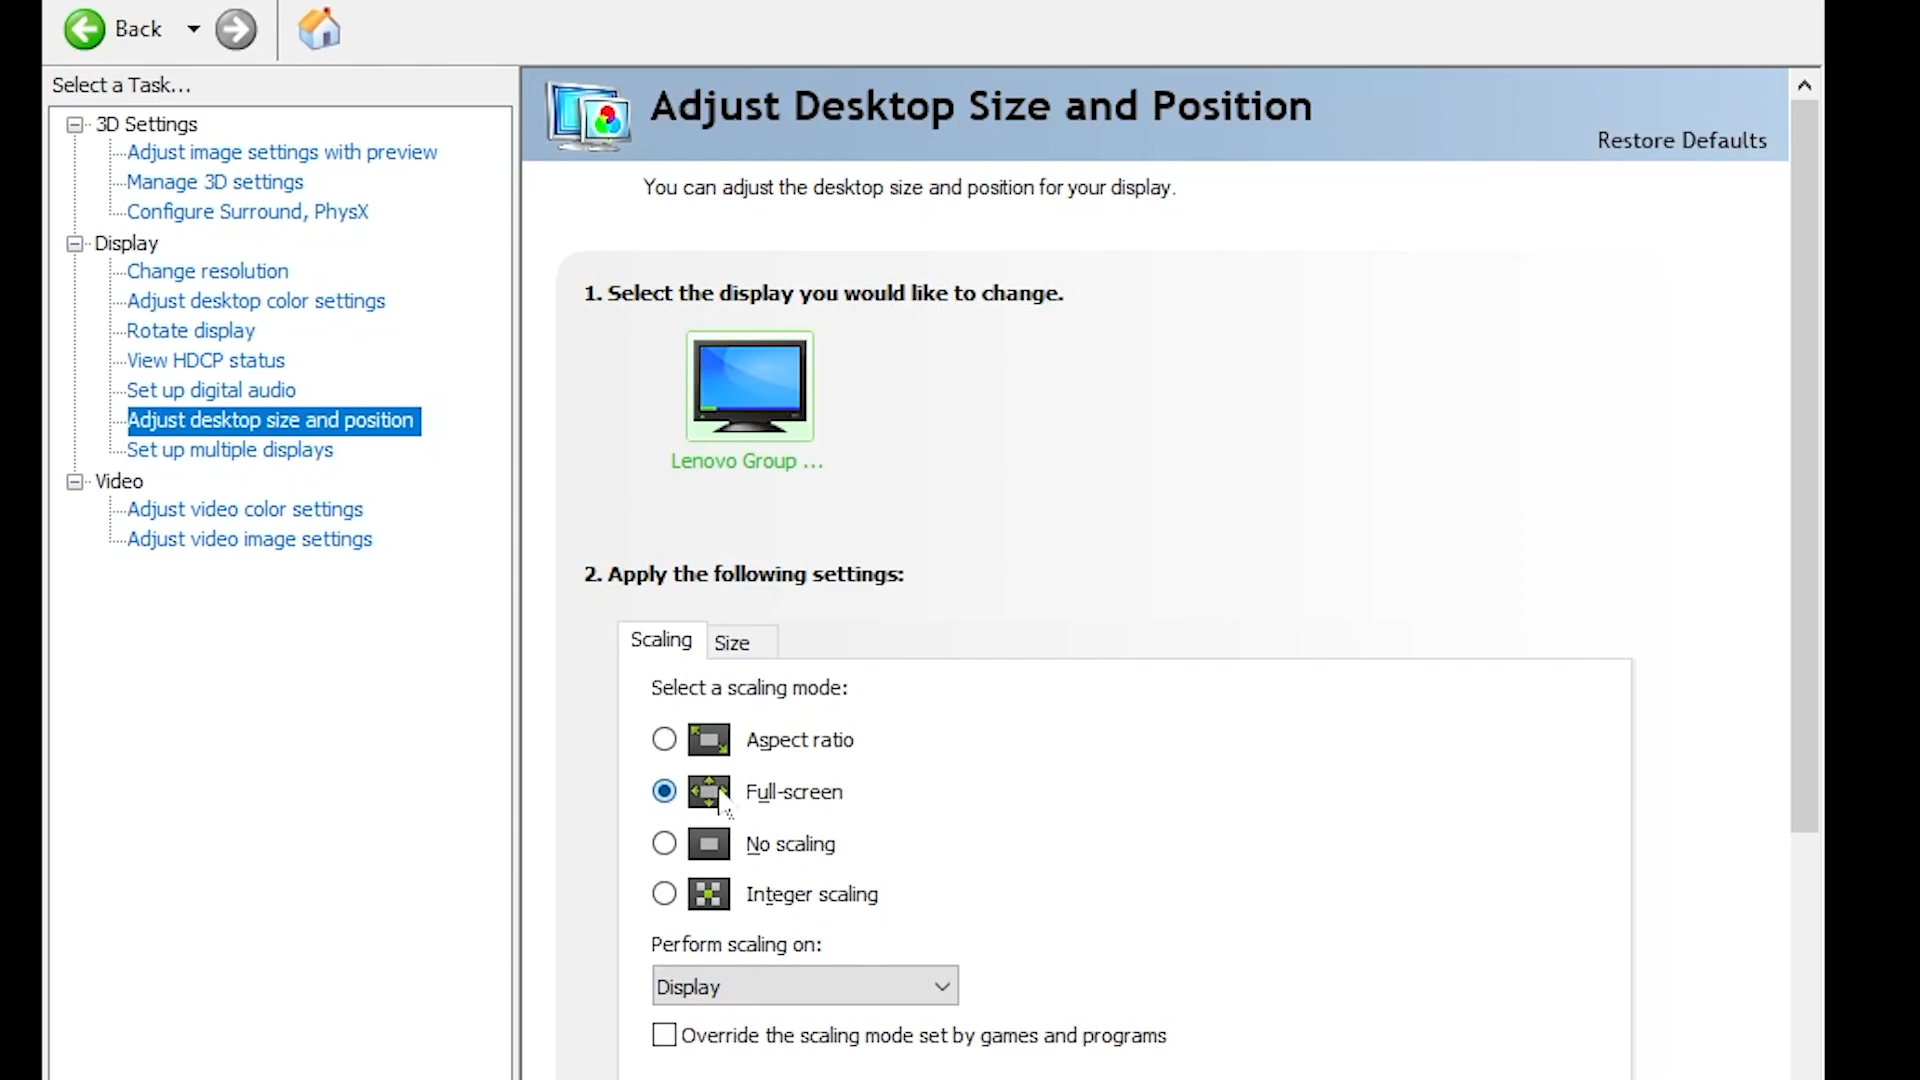 Back
Select a Task...
3D Settings
Adjust image settings with preview
Manage 3D settings
Configure Surround, PhysX
Display
Change resolution
Adjust desktop color settings
Rotate display
View HDCP status
Set up digital audio
Adjust desktop size and position
Set up multiple displays
Video
Adjust video color settings
Adjust video image settings
Adjust Desktop Size and Position
Restore Defaults
You can adjust the desktop size and position for your display.
1. Select the display you would like to change.
Lenovo Group ...
2. Apply the following settings:
Scaling Size
Select a scaling mode:
Aspect ratio
Full-screen
No scaling
Integer scaling
Perform scaling on:
Display
Override the scaling mode set by games and programs